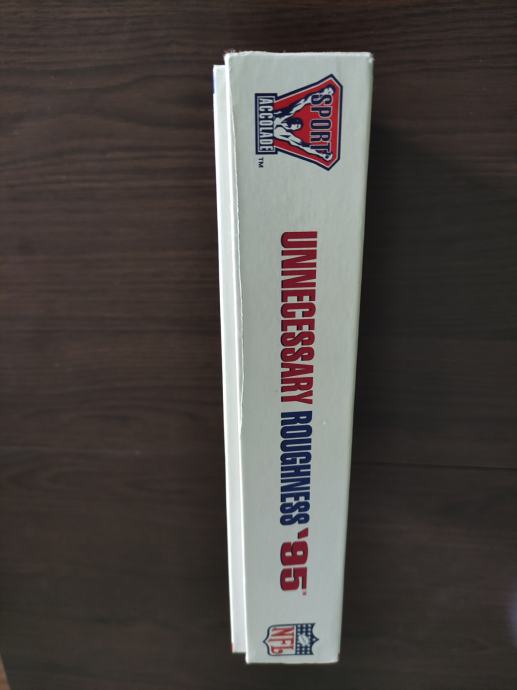 SPORT
ACCOLADE
TM
UNNECESSARY ROUGHNESS '95
NFL